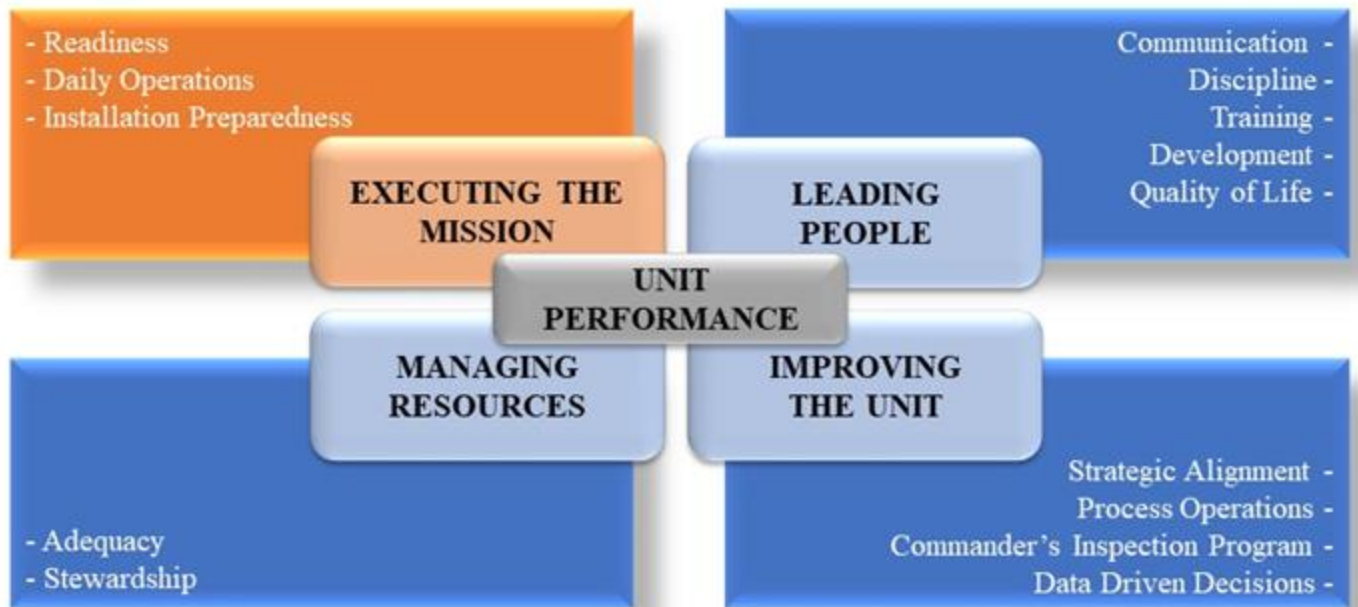 - Readiness
- Daily Operations
- Installation Preparedness
EXECUTING THE
MISSION
Communication -
Discipline -
Training -
Development -
Quality of Life -
LEADING
PEOPLE
UNIT
PERFORMANCE
MANAGING
RESOURCES
- Adequacy
- Stewardship
IMPROVING
THE UNIT
Strategic Alignment -
Process Operations -
Commander’s Inspection Program -
Data Driven Decisions -